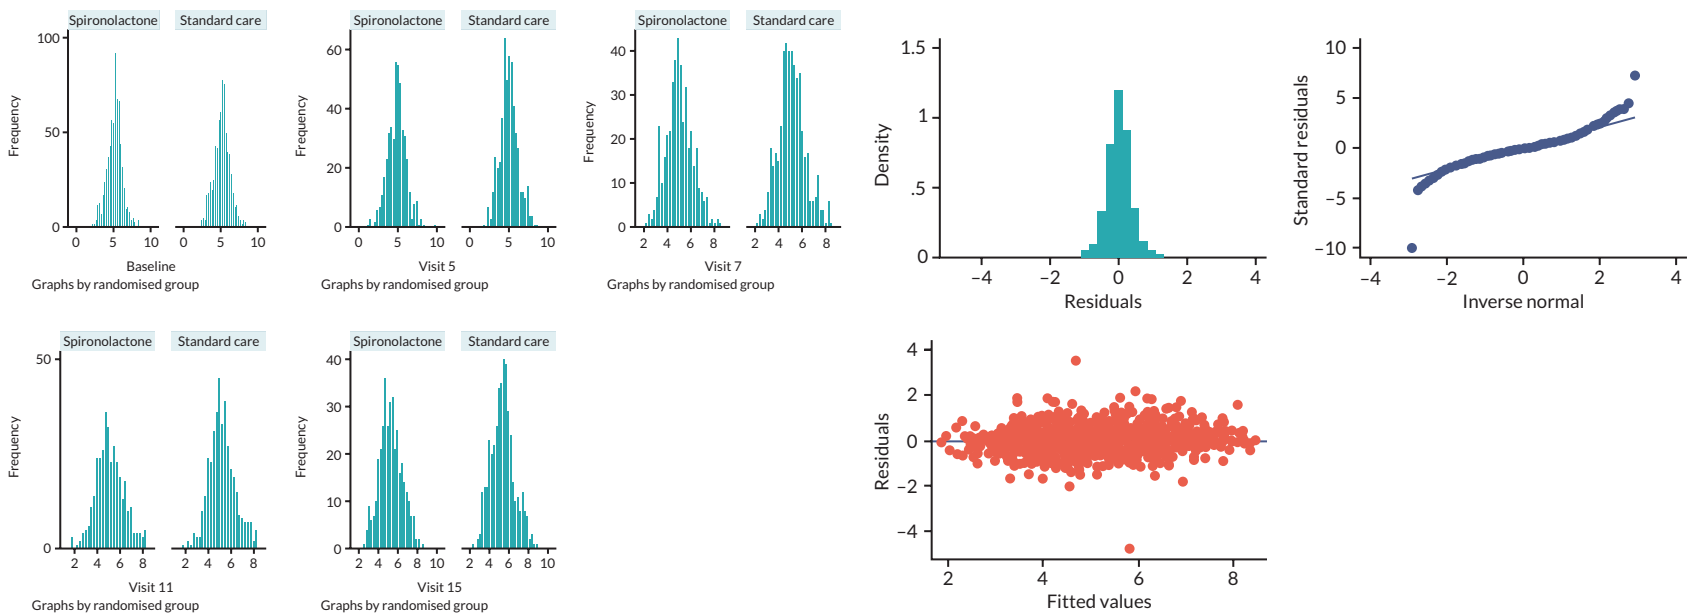 Spironolactone Standard care
100
50
0
Frequency
0 5 10 0 5 10
Baseline
Graphs by randomised group
Spironolactone Standard care
60
40
20
0
Frequency
0 5 10 0 5 10
Visit 5
Graphs by randomised group
Spironolactone Standard care
40
30
20
10
0
Frequency
2 4 6 8 2 4 6 8
Visit 7
Graphs by randomised group
1.5
1
.5
0
Density
−4 −2 0 2 4
Residuals
10
5
0
−5
−10
Standard residuals
−4 −2 0 2 4
Inverse normal
Spironolactone Standard care
50
0
Frequency
2 4 6 8 2 4 6 8
Visit 11
Graphs by randomised group
Spironolactone Standard care
40
30
20
10
0
Frequency
2 4 6 8 10 2 4 6 8 10
Visit 15
Graphs by randomised group
4
2
0
−2
−4
Residuals
2 4 6 8
Fitted values